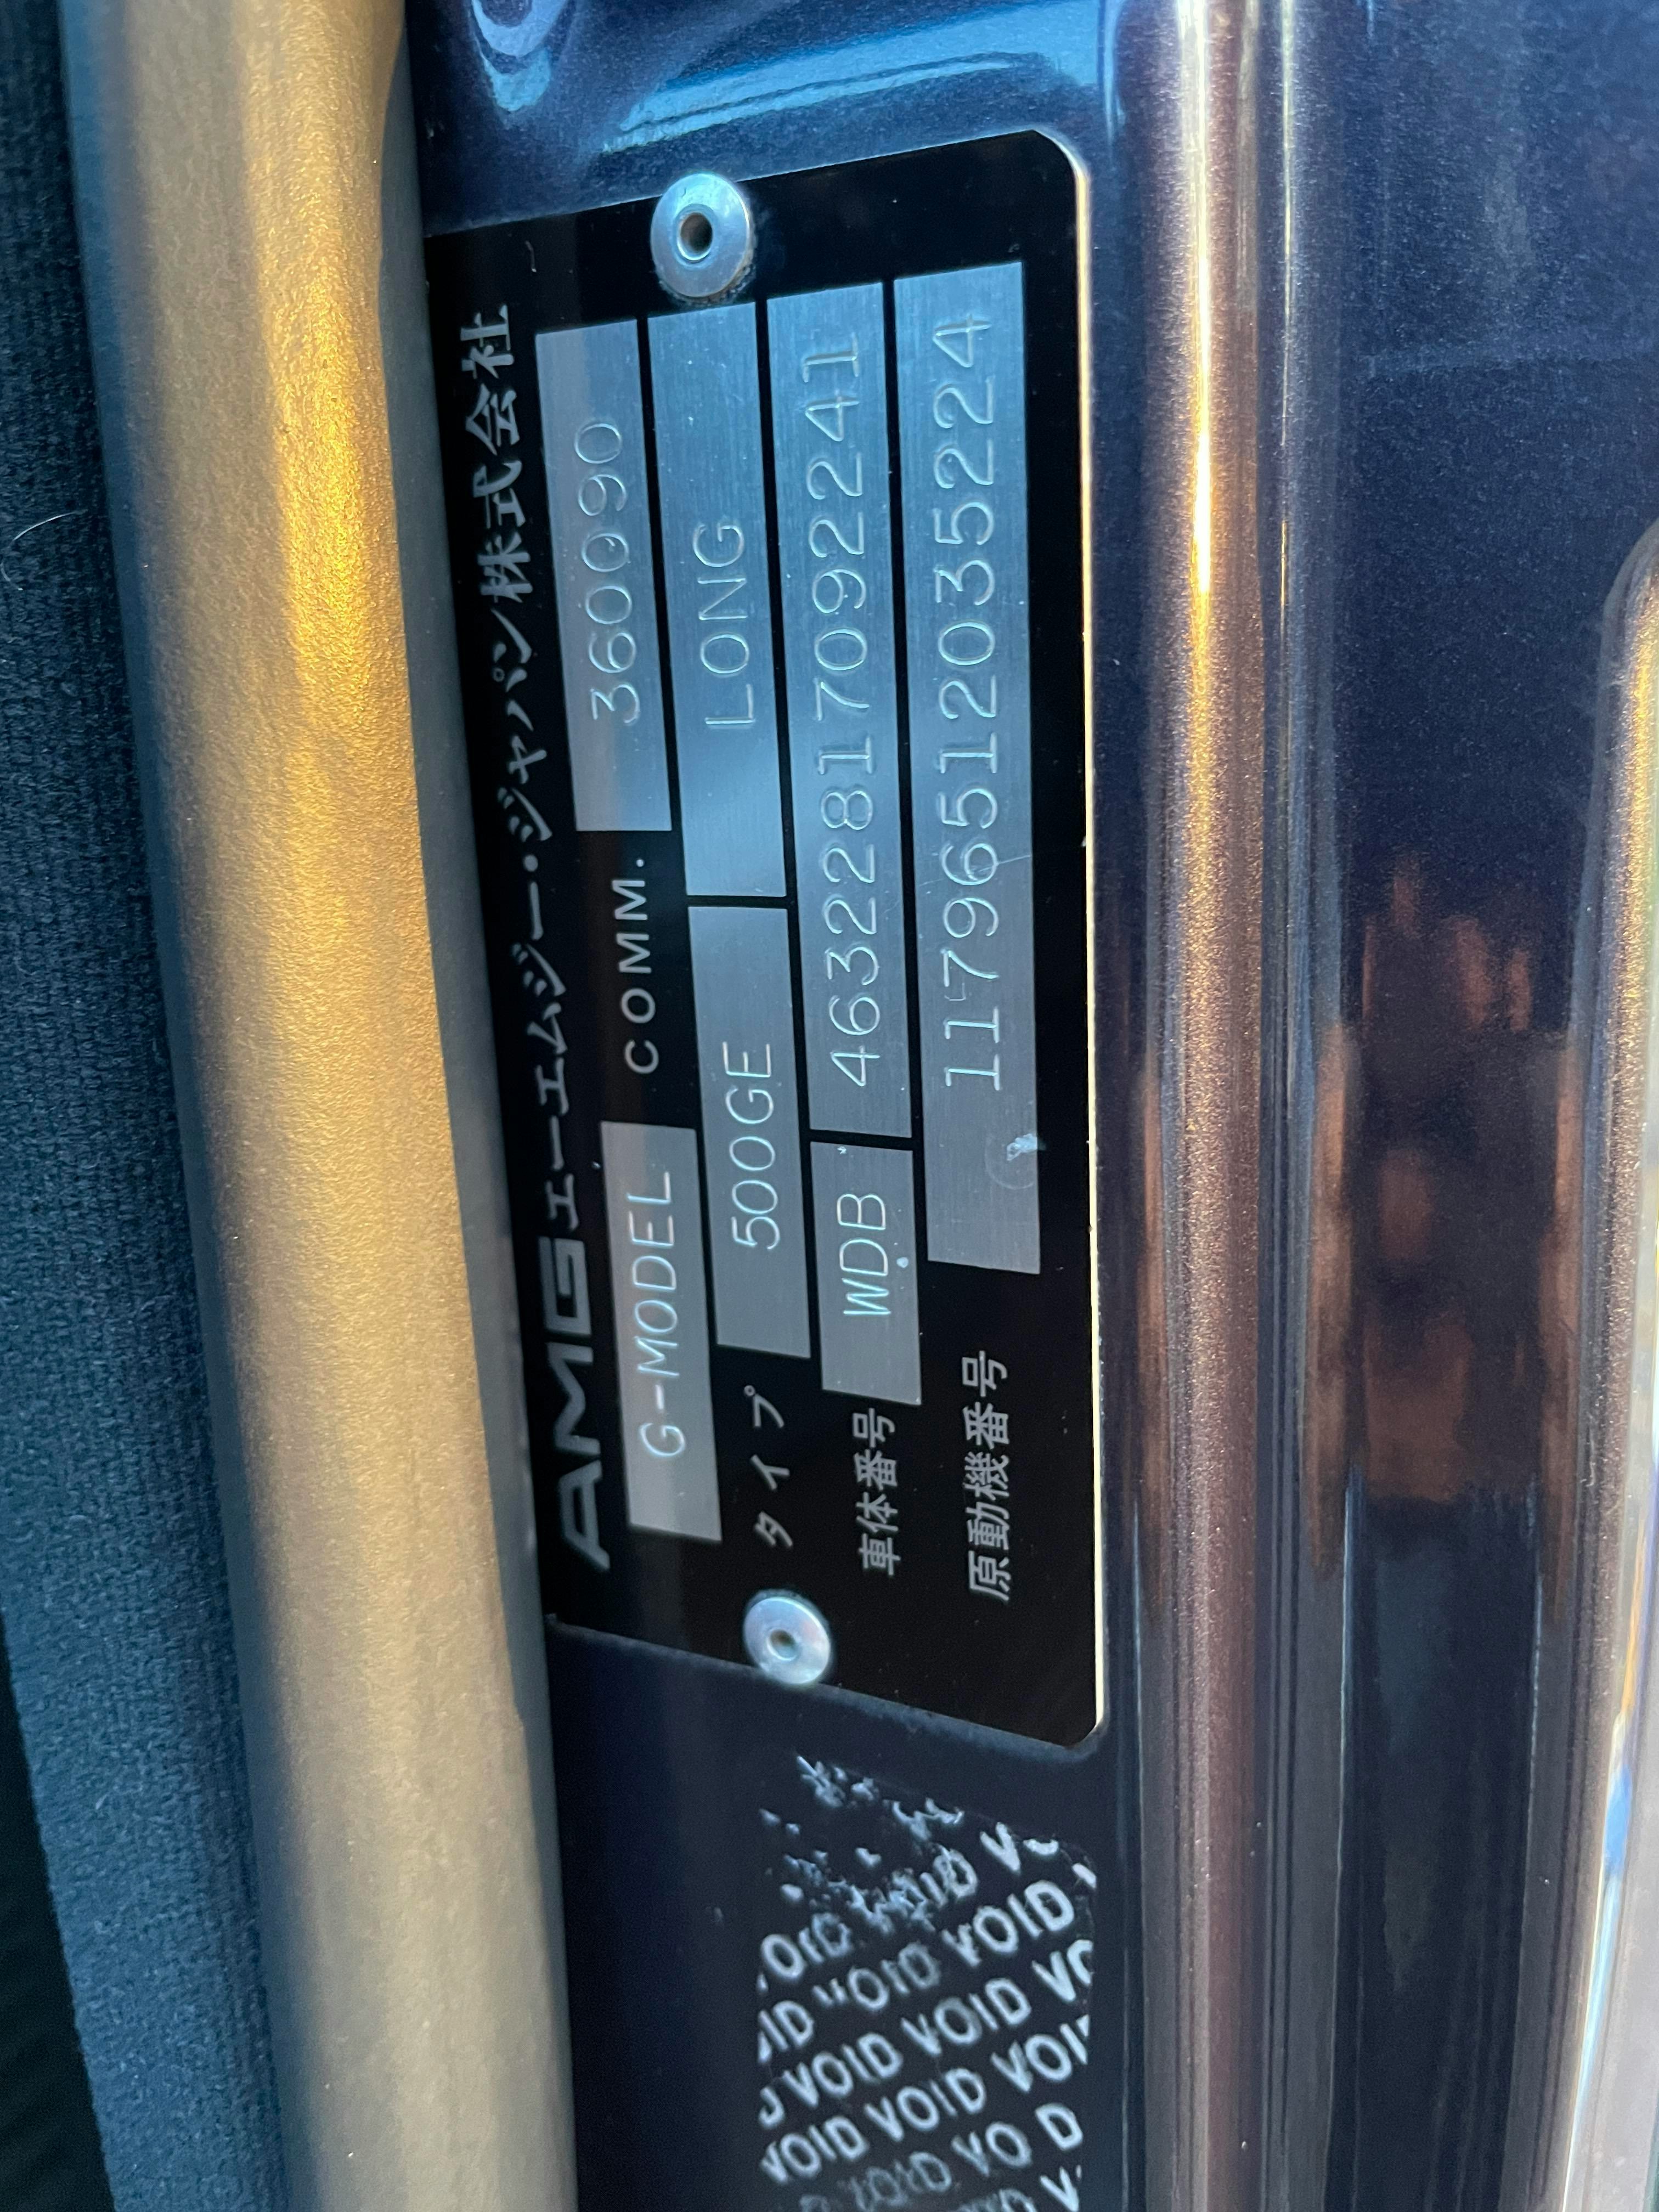 AMGエーエムジー・ジャパン株式会社
G-MODEL COMM. 360090
タイプ 500GE LONG
車体番号 WDB 46322817092241
原動機番号 11796512035224
VOID
VOID VOID
VOID VOID
VOID VOID
VOID VOID